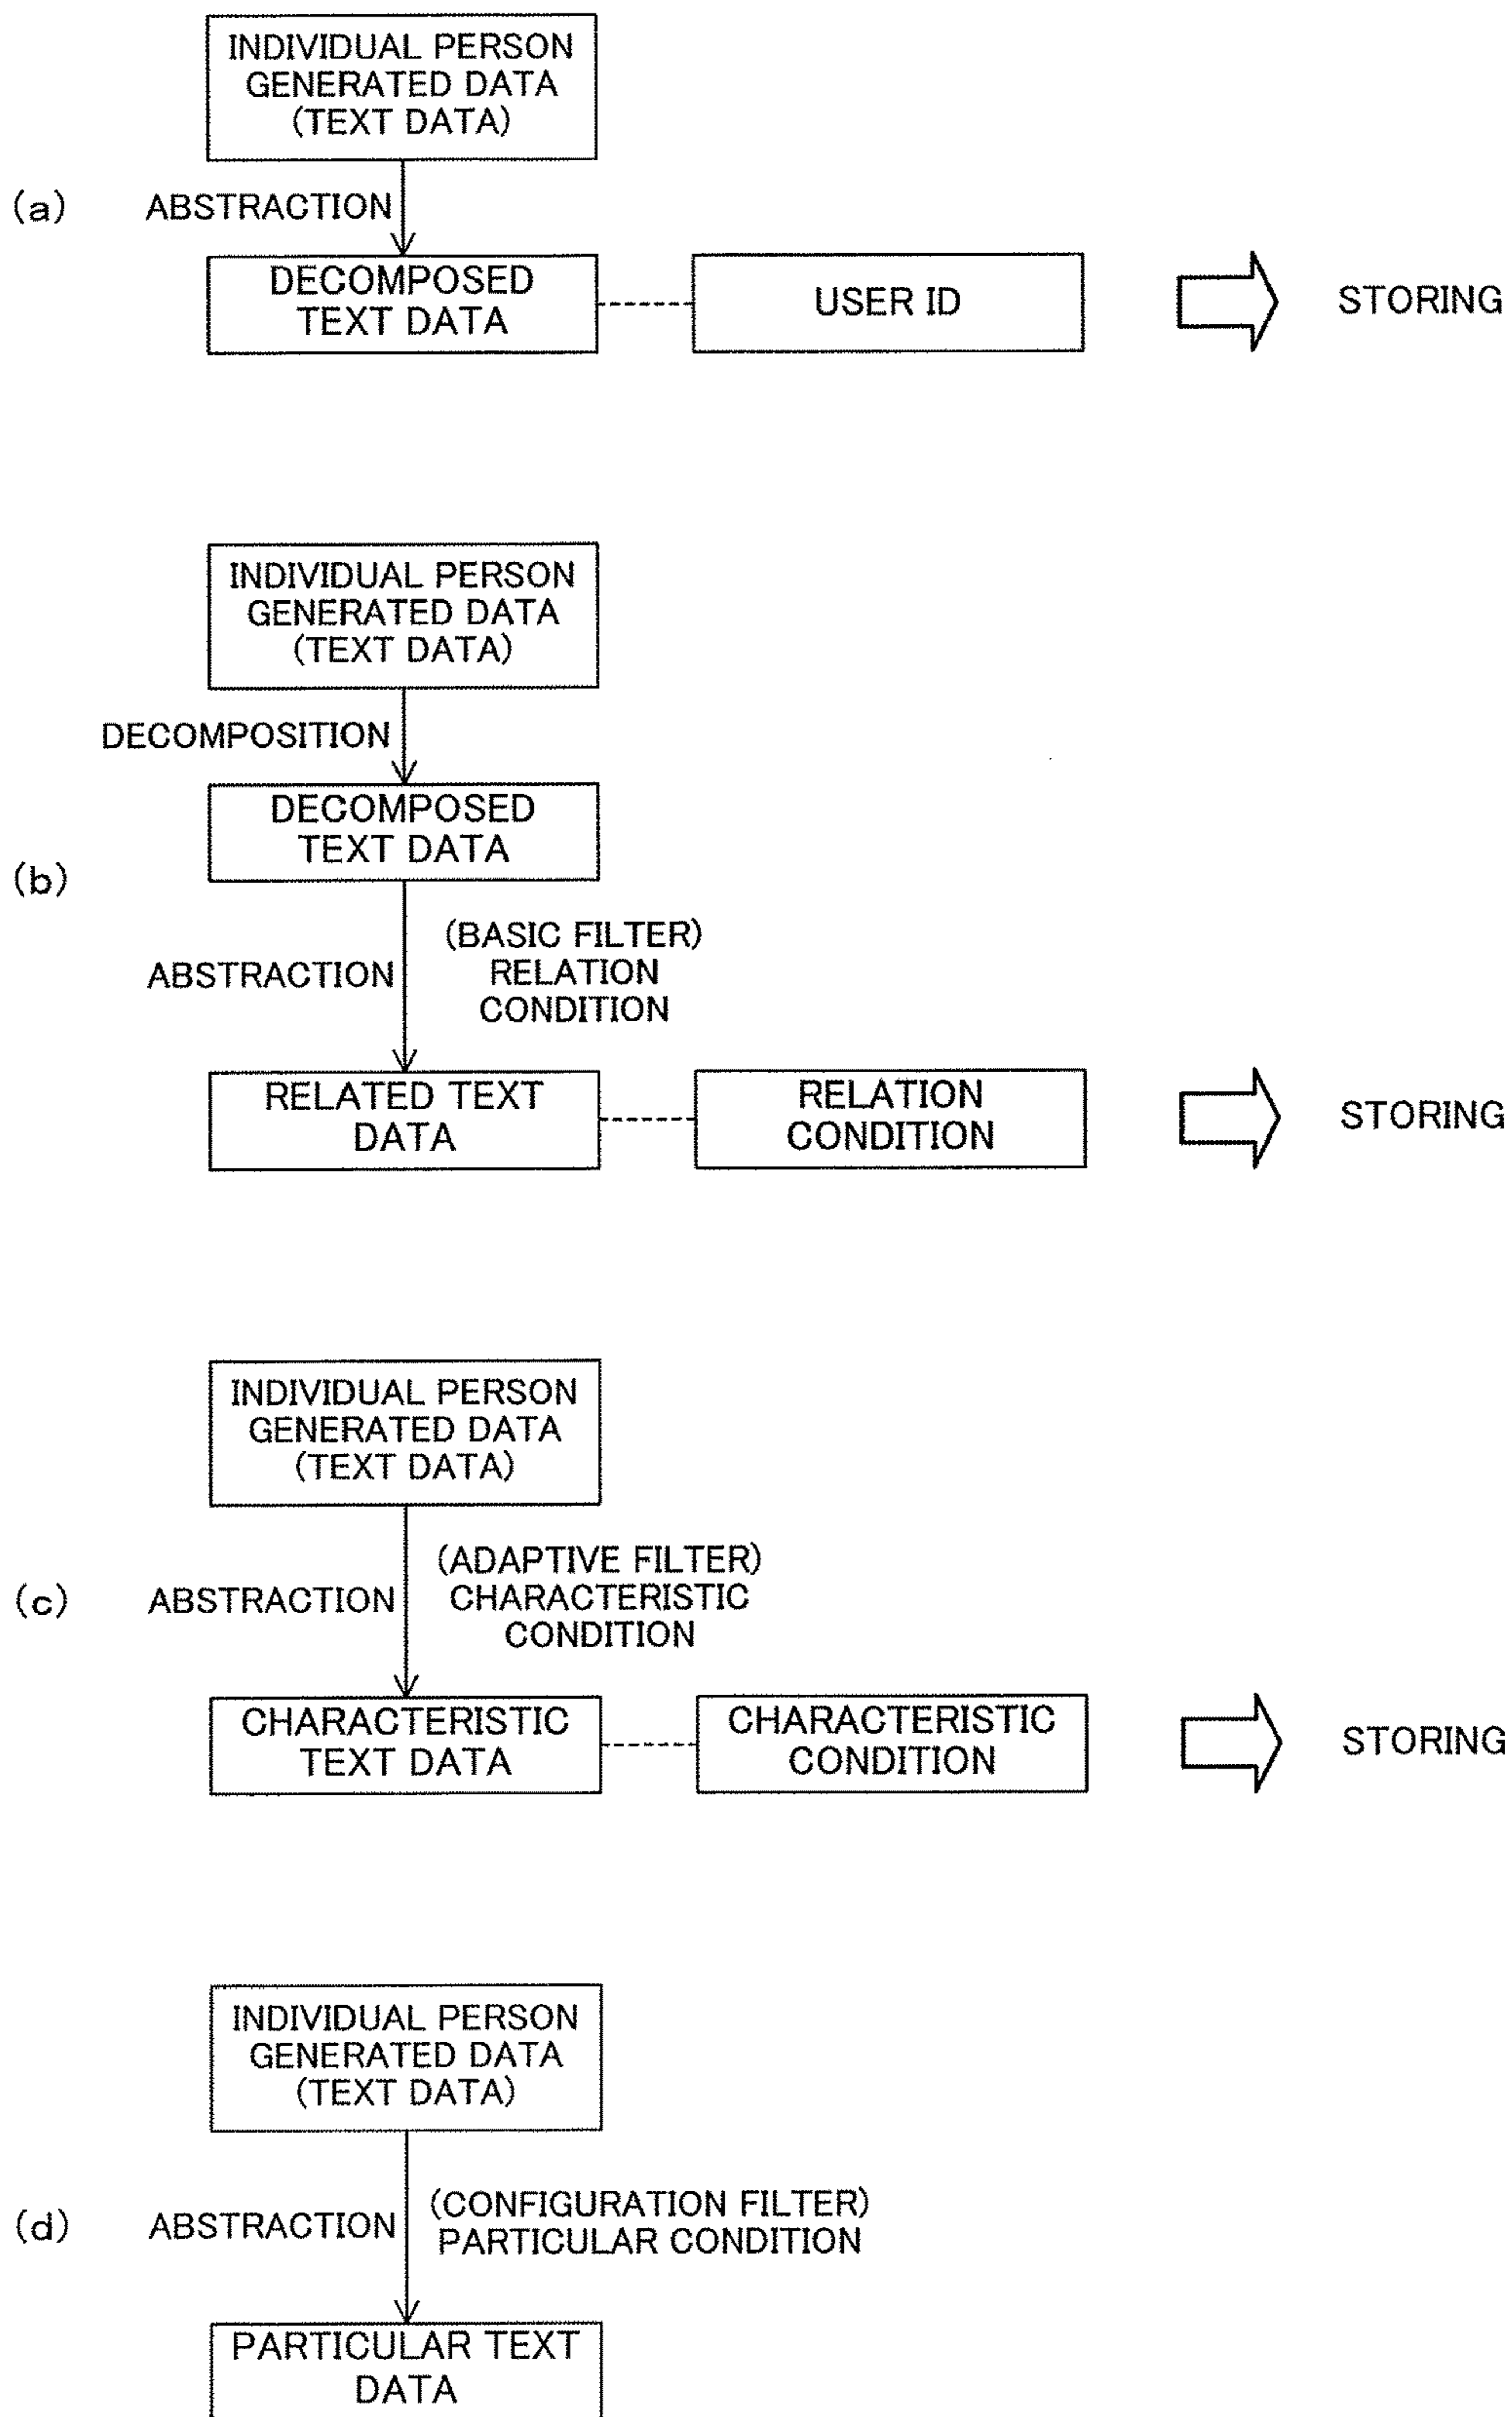 INDIVIDUAL PERSON
GENERATED DATA
(TEXT DATA)
(a)
ABSTRACTION
DECOMPOSED
TEXT DATA
USER ID
STORING
INDIVIDUAL PERSON
GENERATED DATA
(TEXT DATA)
DECOMPOSITION
DECOMPOSED
TEXT DATA
(b)
ABSTRACTION
(BASIC FILTER)
RELATION
CONDITION
RELATED TEXT
DATA
RELATION
CONDITION
STORING
INDIVIDUAL PERSON
GENERATED DATA
(TEXT DATA)
(c)
ABSTRACTION
(ADAPTIVE FILTER)
CHARACTERISTIC
CONDITION
CHARACTERISTIC
TEXT DATA
CHARACTERISTIC
CONDITION
STORING
INDIVIDUAL PERSON
GENERATED DATA
(TEXT DATA)
(d)
ABSTRACTION
(CONFIGURATION FILTER)
PARTICULAR CONDITION
PARTICULAR TEXT
DATA